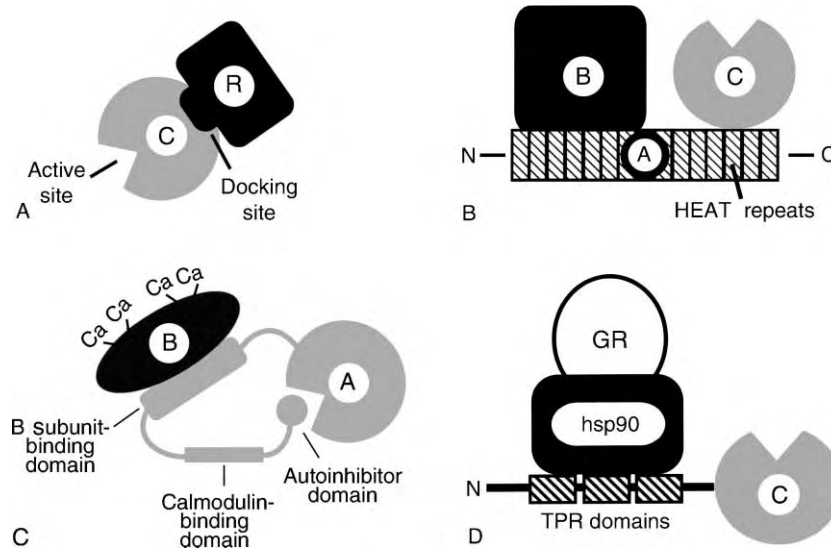 R
C
Active
site
Docking
site
A
B
C
N
A
C
HEAT repeats
B
Ca
Ca
Ca
Ca
B
A
B subunit-
binding
domain
Autoinhibitor
domain
Calmodulin-
binding
domain
C
GR
hsp90
N
C
TPR domains
D